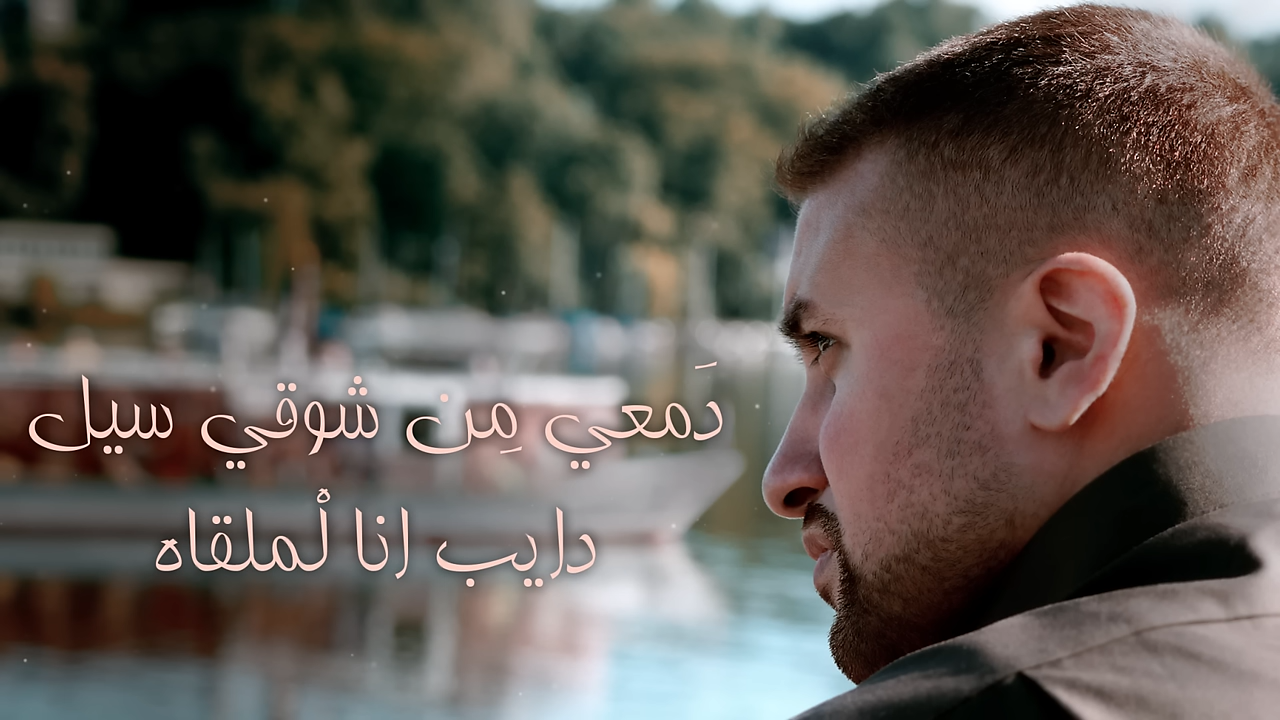 دَمعي مِن شوقي سيل
دايب انا لْملقاه